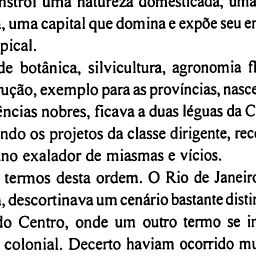 nstrói uma natureza domesticada, uma
, uma capital que domina e expõe seu en
pical.
de botânica, silvicultura, agronomia fl
rução, exemplo para as províncias, nasce
ências nobres, ficava a duas léguas da C
ndo os projetos da classe dirigente, rec
no exalador de miasmas e vícios.
termos desta ordem. O Rio de Janeiro
, descortinava um cenário bastante distin
do Centro, onde um outro termo se in
colonial. Decerto haviam ocorrido mu